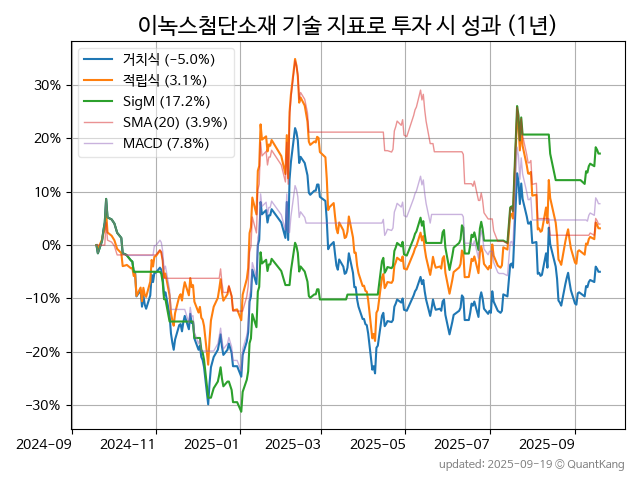 이녹스첨단소재 기술 지표로 투자 시 성과 (1년)
거치식 (-5.0%)
적립식 (3.1%)
SigM (17.2%)
SMA(20) (3.9%)
MACD (7.8%)
30%
20%
10%
0%
−10%
−20%
−30%
2024-09 2024-11 2025-01 2025-03 2025-05 2025-07 2025-09
updated: 2025-09-19 © QuantKang